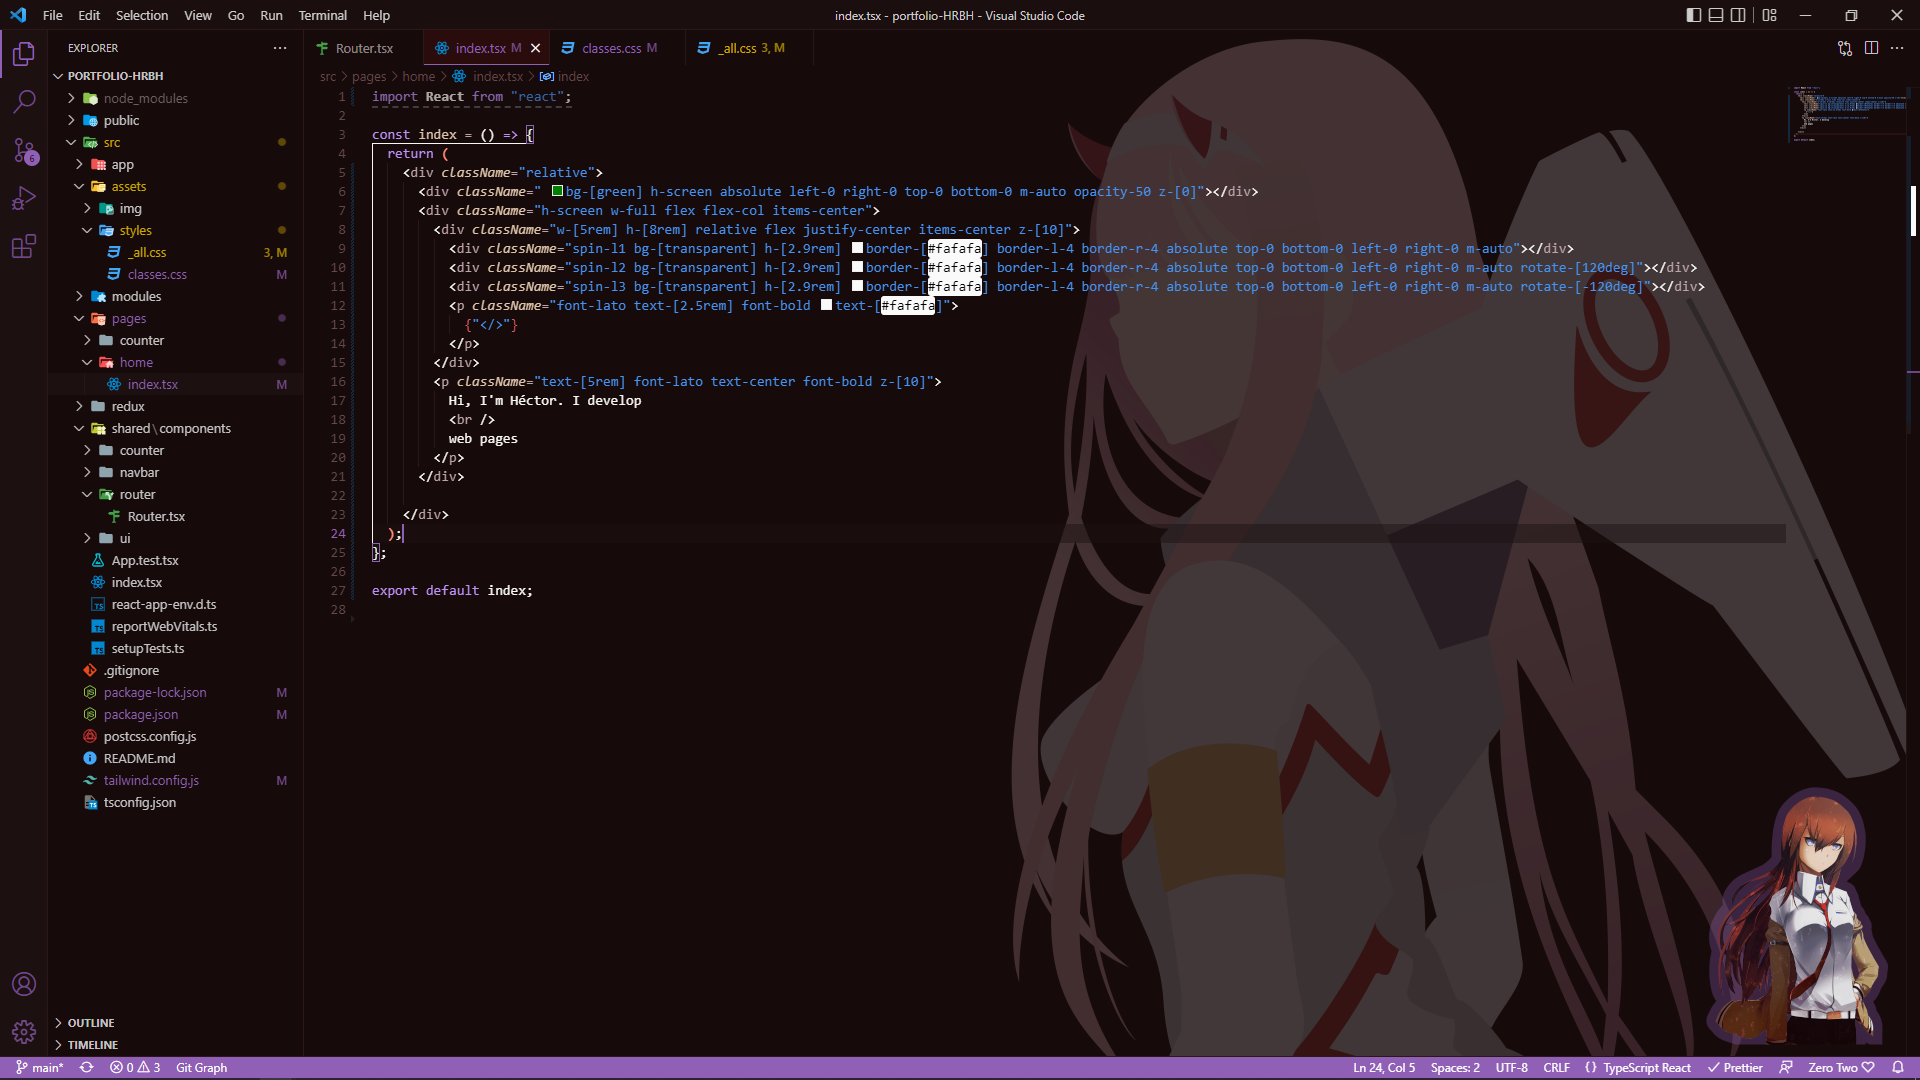 File Edit Selection View Go Run Terminal Help
index.tsx - portfolio-HRBH - Visual Studio Code
EXPLORER
PORTFOLIO-HRBH
node_modules
public
src
app
assets
img
styles
_all.css 3, M
classes.css M
modules
pages
counter
home
index.tsx M
redux
shared\components
counter
navbar
router
Router.tsx
ui
App.test.tsx
index.tsx
react-app-env.d.ts
reportWebVitals.ts
setupTests.ts
.gitignore
package-lock.json M
package.json M
postcss.config.js
README.md
tailwind.config.js M
tsconfig.json
OUTLINE
TIMELINE
6
Router.tsx index.tsx M classes.css M _all.css 3, M
src > pages > home > index.tsx > index
1 import React from "react";
2
3 const index = () => {
4 return (
5 <div className="relative">
6 <div className=" bg-[green] h-screen absolute left-0 right-0 top-0 bottom-0 m-auto opacity-50 z-[0]"></div>
7 <div className="h-screen w-full flex flex-col items-center">
8 <div className="w-[5rem] h-[8rem] relative flex justify-center items-center z-[10]">
9 <div className="spin-l1 bg-[transparent] h-[2.9rem] border-[#fafafa] border-l-4 border-r-4 absolute top-0 bottom-0 left-0 right-0 m-auto"></div>
10 <div className="spin-l2 bg-[transparent] h-[2.9rem] border-[#fafafa] border-l-4 border-r-4 absolute top-0 bottom-0 left-0 right-0 m-auto rotate-[120deg]"></div>
11 <div className="spin-l3 bg-[transparent] h-[2.9rem] border-[#fafafa] border-l-4 border-r-4 absolute top-0 bottom-0 left-0 right-0 m-auto rotate-[-120deg]"></div>
12 <p className="font-lato text-[2.5rem] font-bold text-[#fafafa]">
13 {"</>"}
14 </p>
15 </div>
16 <p className="text-[5rem] font-lato text-center font-bold z-[10]">
17 Hi, I'm Héctor. I develop
18 <br />
19 web pages
20 </p>
21 </div>
22
23 </div>
24 );
25 };
26
27 export default index;
28
main* 0 3 Git Graph
Ln 24, Col 5 Spaces: 2 UTF-8 CRLF {} TypeScript React Prettier Zero Two